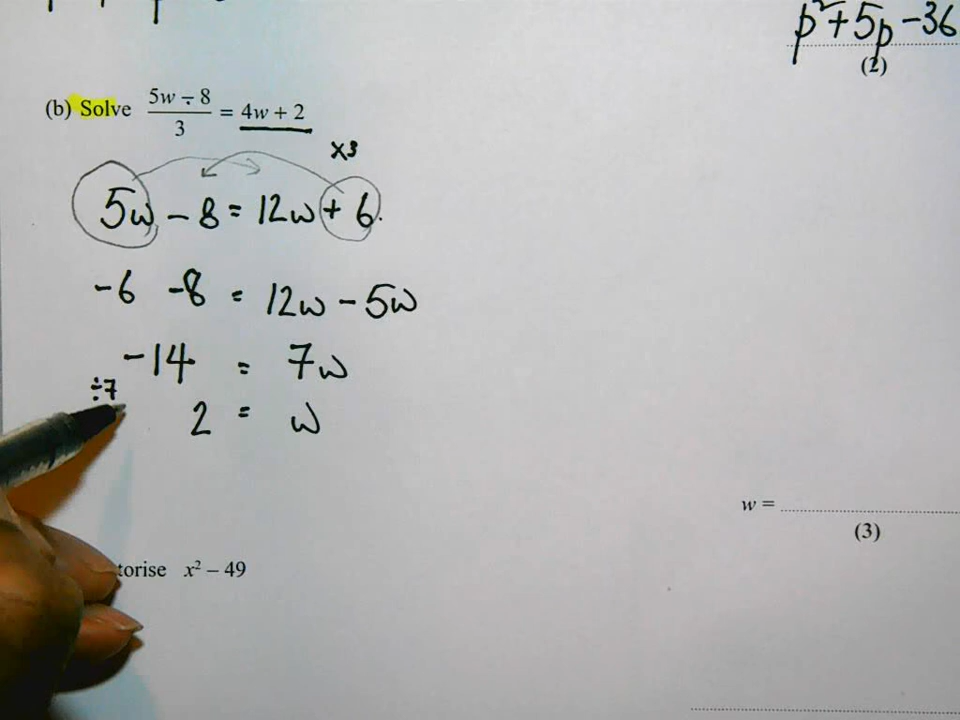 p² + 5p - 36
(2)
(b) Solve (5w - 8)/3 = 4w + 2
×3
5w - 8 = 12w + 6.
-6 -8 = 12w - 5w
-14 = 7w
÷7
2 = w
w =
(3)
torise x² – 49